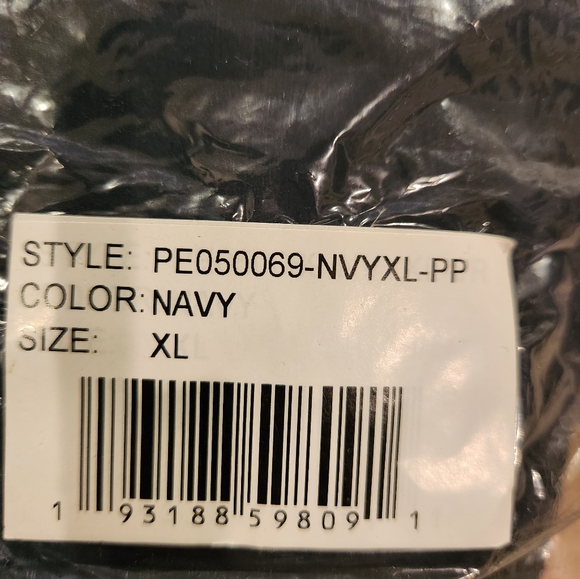 STYLE: PE050069-NVYXL-PP
COLOR: NAVY
SIZE: XL
1 93188 59809 1